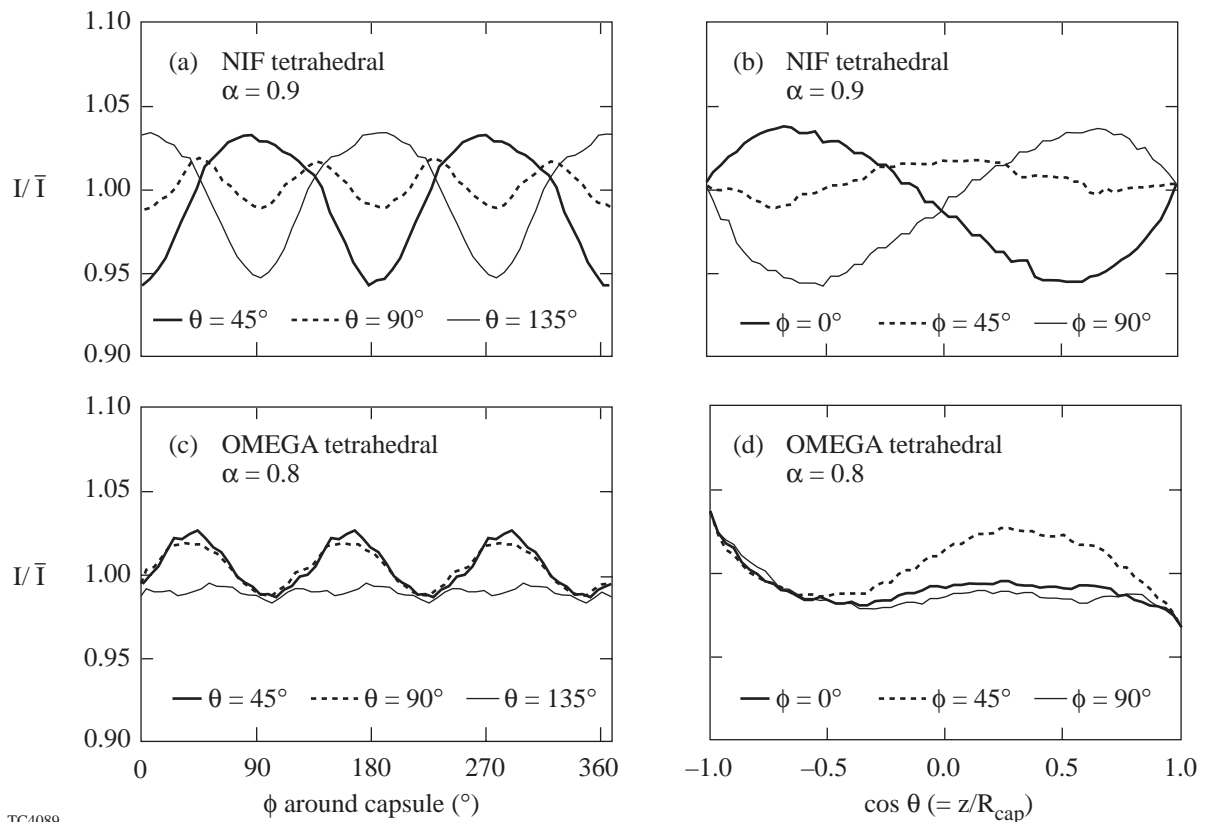 1.10
(a) NIF tetrahedral
α = 0.9
1.05
I/ Ī
1.00
0.95
θ = 45° θ = 90° θ = 135°
0.90
(b) NIF tetrahedral
α = 0.9
ϕ = 0° ϕ = 45° ϕ = 90°
1.10
(c) OMEGA tetrahedral
α = 0.8
1.05
I/ Ī
1.00
0.95
θ = 45° θ = 90° θ = 135°
0.90
0 90 180 270 360
ϕ around capsule (°)
(d) OMEGA tetrahedral
α = 0.8
ϕ = 0° ϕ = 45° ϕ = 90°
–1.0 –0.5 0.0 0.5 1.0
cos θ (= z/Rcap)
TC4089